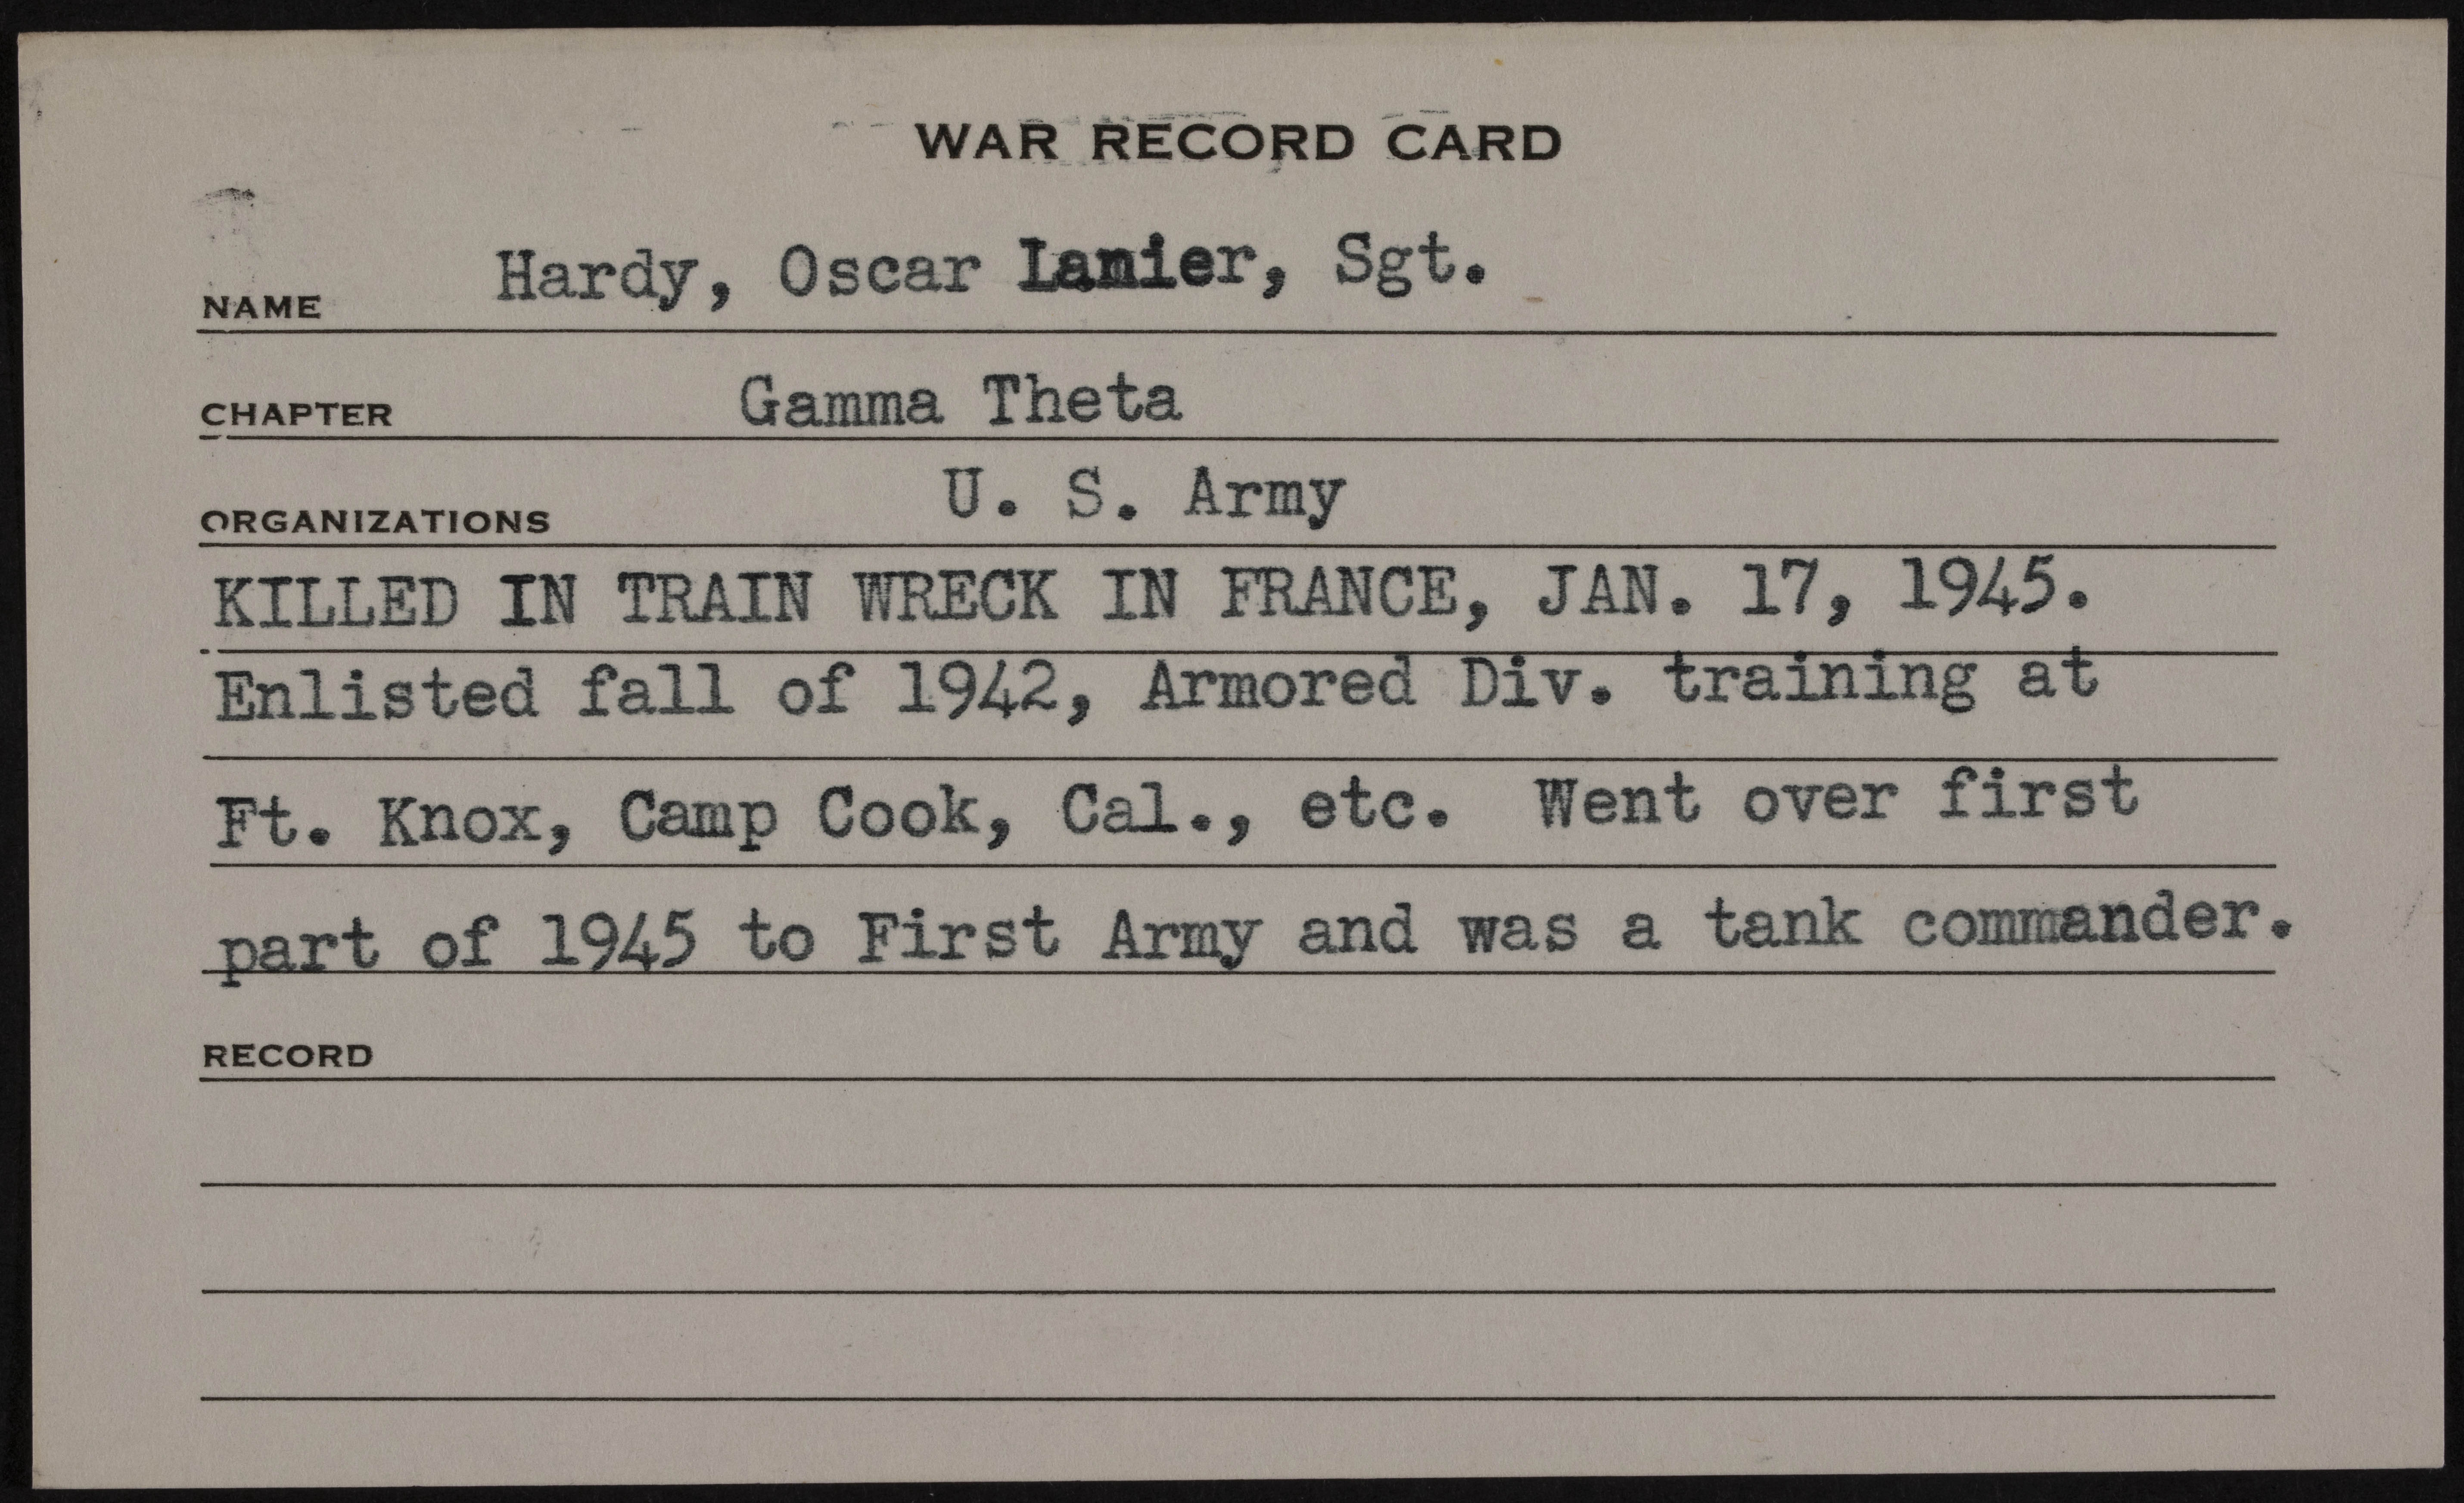 WAR RECORD CARD
NAME Hardy, Oscar Lanier, Sgt.
CHAPTER Gamma Theta
ORGANIZATIONS U. S. Army
KILLED IN TRAIN WRECK IN FRANCE, JAN. 17, 1945.
Enlisted fall of 1942, Armored Div. training at
Ft. Knox, Camp Cook, Cal., etc. Went over first
part of 1945 to First Army and was a tank commander.
RECORD